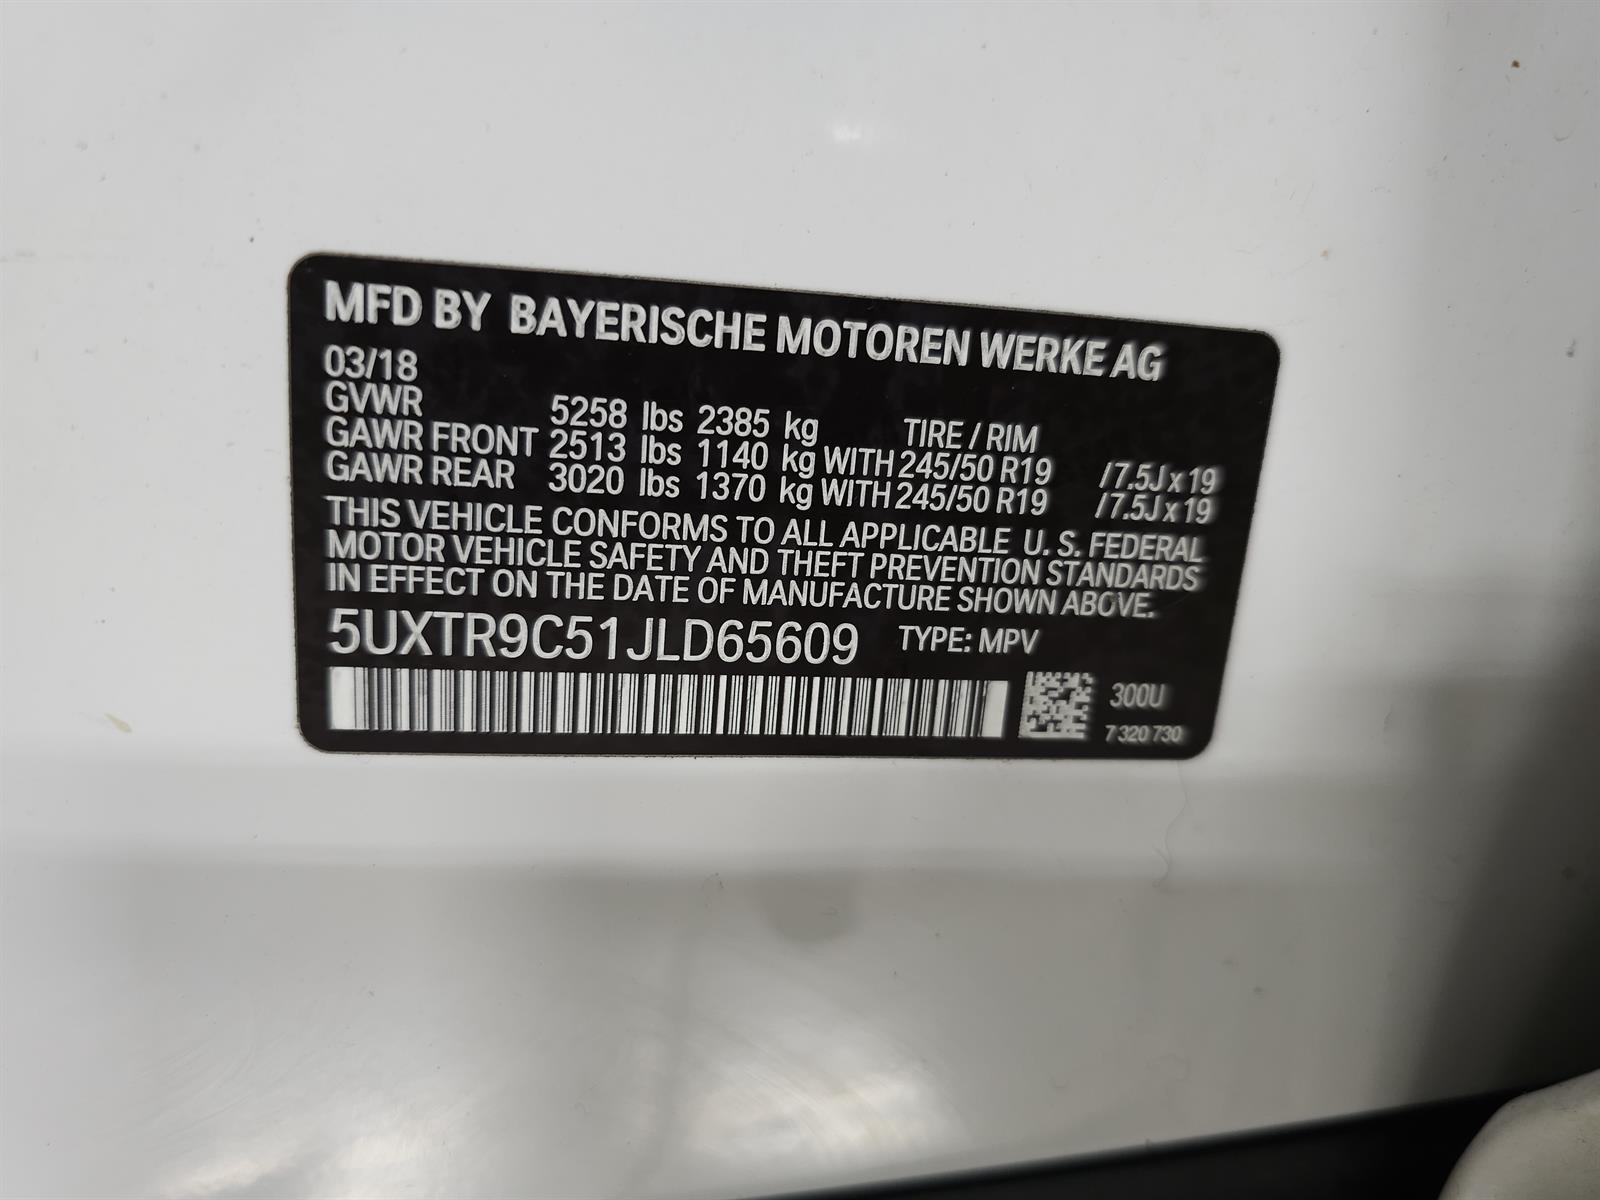 MFD BY BAYERISCHE MOTOREN WERKE AG
03/18
GVWR 5258 lbs 2385 kg TIRE / RIM
GAWR FRONT 2513 lbs 1140 kg WITH 245/50 R19 /7.5J x 19
GAWR REAR 3020 lbs 1370 kg WITH 245/50 R19 /7.5J x 19
THIS VEHICLE CONFORMS TO ALL APPLICABLE U. S. FEDERAL
MOTOR VEHICLE SAFETY AND THEFT PREVENTION STANDARDS
IN EFFECT ON THE DATE OF MANUFACTURE SHOWN ABOVE.
5UXTR9C51JLD65609 TYPE: MPV
300U
7 320 730